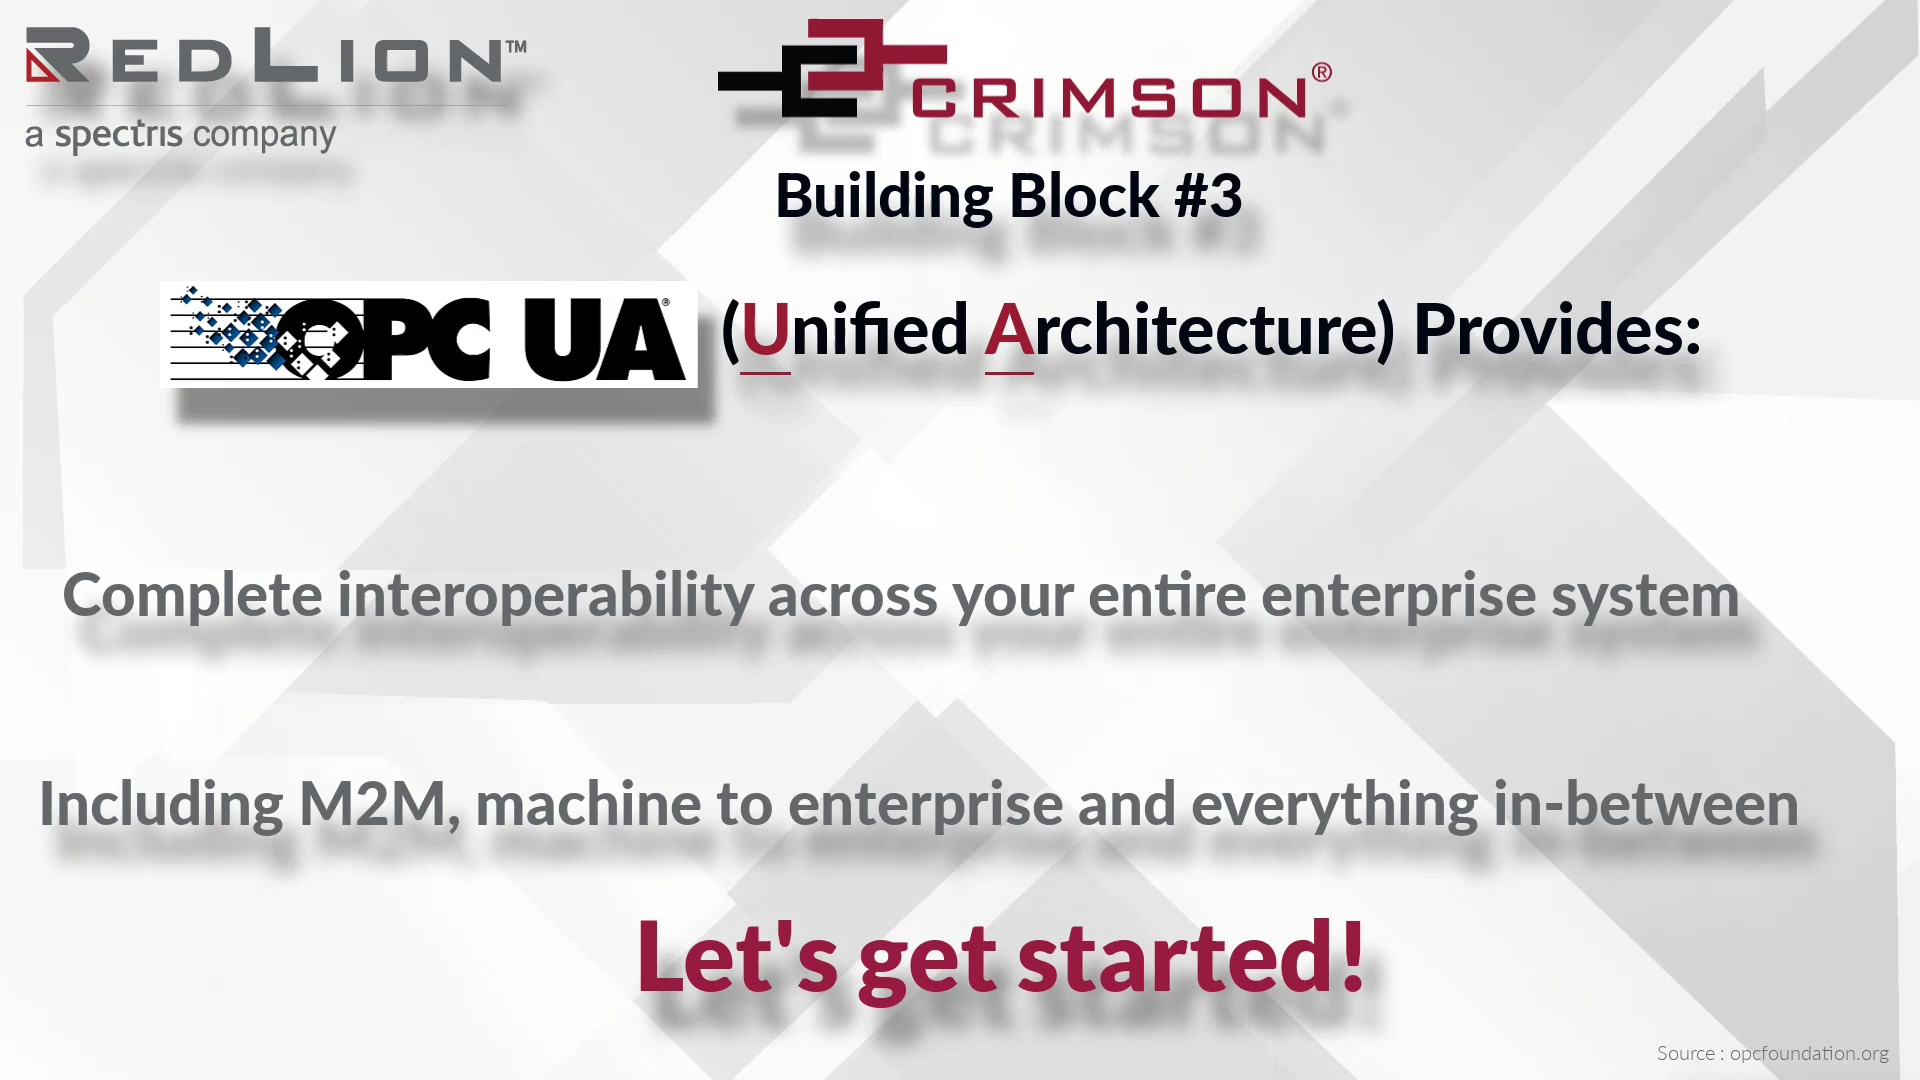 REDLION™
a spectris company
CRIMSON®
Building Block #3
OPC UA® (Unified Architecture) Provides:
Complete interoperability across your entire enterprise system
Including M2M, machine to enterprise and everything in-between
Let's get started!
Source : opcfoundation.org